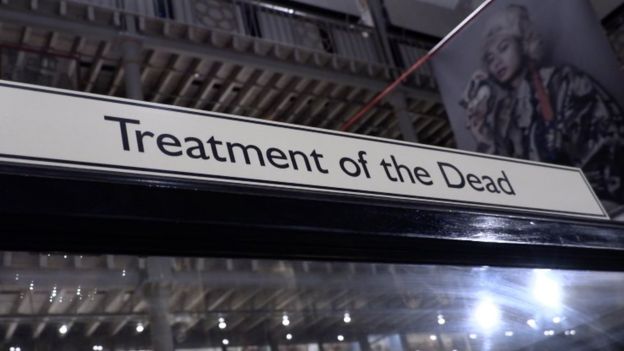 Treatment of the Dead